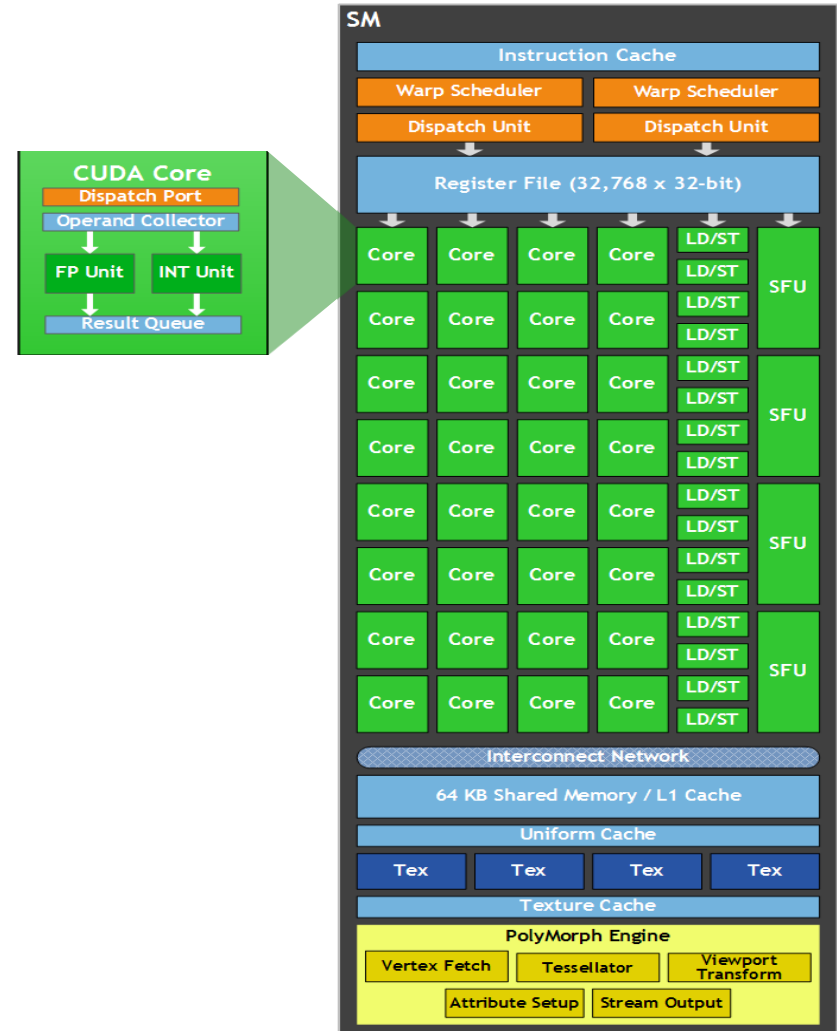 SM
Instruction Cache
Warp Scheduler Warp Scheduler
Dispatch Unit Dispatch Unit
Register File (32,768 x 32-bit)
CUDA Core
Dispatch Port
Operand Collector
FP Unit INT Unit
Result Queue
Core Core Core Core LD/ST
LD/ST
SFU
Core Core Core Core LD/ST
LD/ST
Core Core Core Core LD/ST
LD/ST
SFU
Core Core Core Core LD/ST
LD/ST
Core Core Core Core LD/ST
LD/ST
SFU
Core Core Core Core LD/ST
LD/ST
Core Core Core Core LD/ST
LD/ST
SFU
Core Core Core Core LD/ST
LD/ST
Interconnect Network
64 KB Shared Memory / L1 Cache
Uniform Cache
Tex Tex Tex Tex
Texture Cache
PolyMorph Engine
Vertex Fetch Tessellator Viewport Transform
Attribute Setup Stream Output